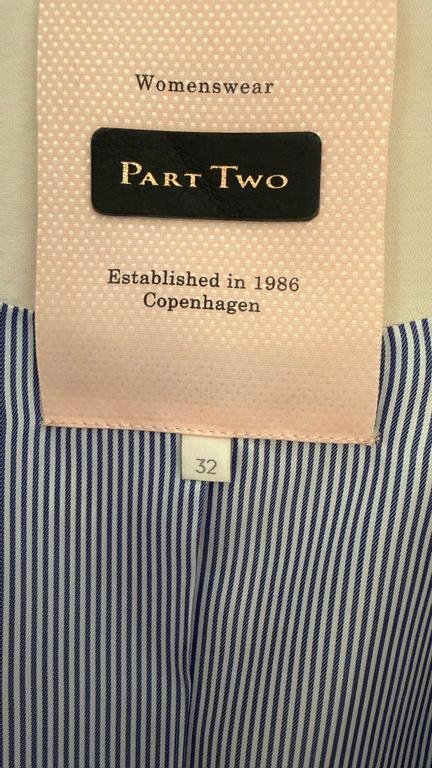 Womenswear
PART TWO
Established in 1986
Copenhagen
32